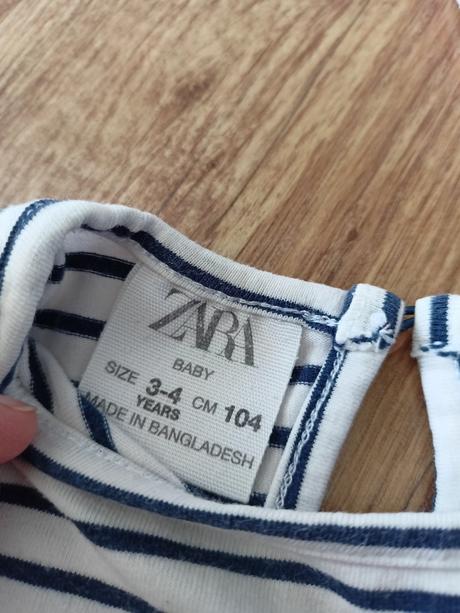 ZARA
BABY
SIZE 3-4 CM 104
YEARS
MADE IN BANGLADESH